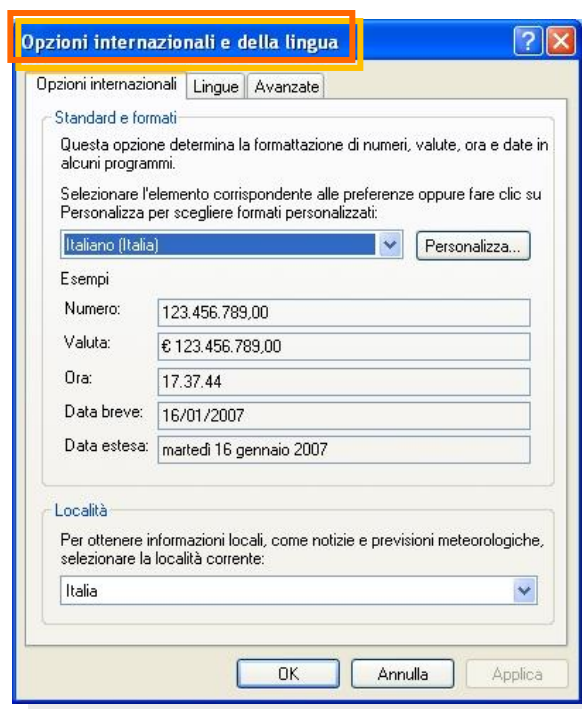 Opzioni internazionali e della lingua
Opzioni internazionali Lingue Avanzate
Standard e formati
Questa opzione determina la formattazione di numeri, valute, ora e date in
alcuni programmi.
Selezionare l'elemento corrispondente alle preferenze oppure fare clic su
Personalizza per scegliere formati personalizzati:
Italiano (Italia) Personalizza...
Esempi
Numero: 123.456.789,00
Valuta: € 123.456.789,00
Ora: 17.37.44
Data breve: 16/01/2007
Data estesa: martedì 16 gennaio 2007
Località
Per ottenere informazioni locali, come notizie e previsioni meteorologiche,
selezionare la località corrente:
Italia
OK Annulla Applica